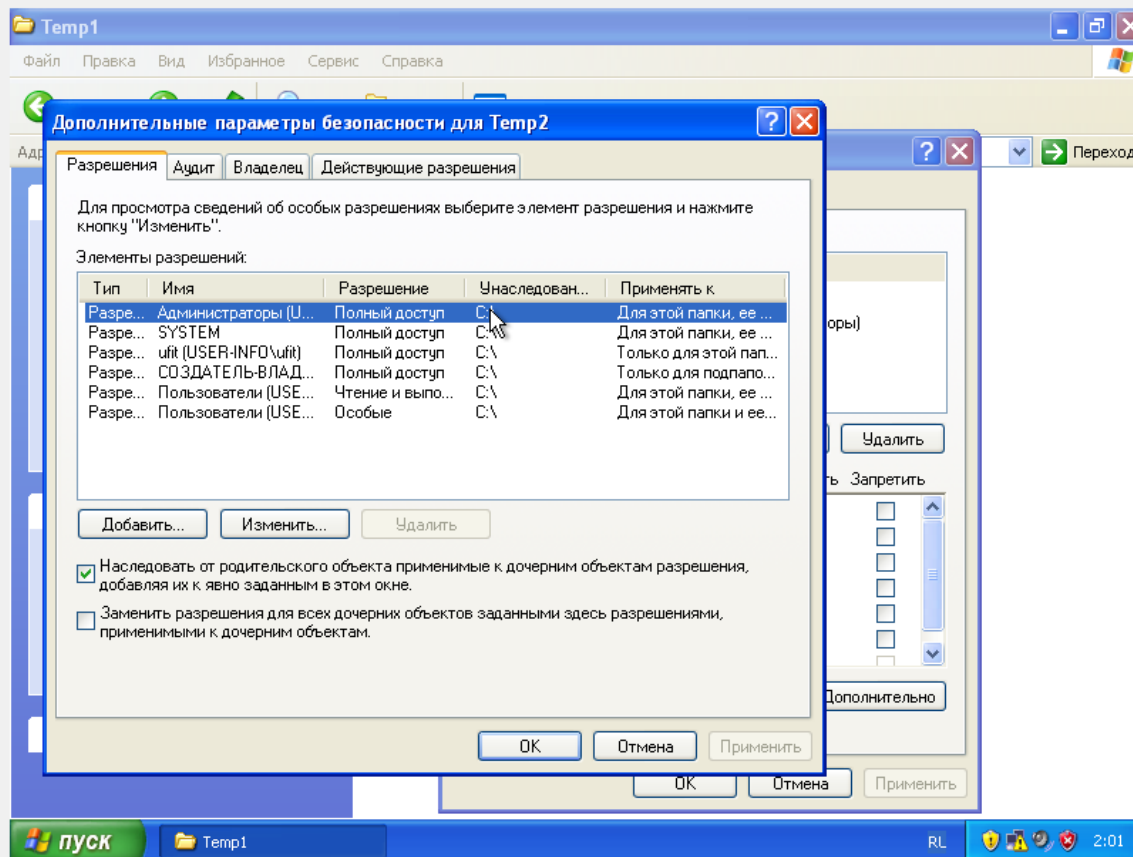 Temp1
Файл Правка Вид Избранное Сервис Справка
Дополнительные параметры безопасности для Temp2
Адр
Переход
Разрешения Аудит Владелец Действующие разрешения
Для просмотра сведений об особых разрешениях выберите элемент разрешения и нажмите
кнопку "Изменить".
Элементы разрешений:
Тип Имя Разрешение Унаследован... Применять к
Разре... Администраторы (U... Полный доступ C:\ Для этой папки, ее ...
Разре... SYSTEM Полный доступ C:\ Для этой папки, ее ...
Разре... ufit (USER-INFO\ufit) Полный доступ C:\ Только для этой пап...
Разре... СОЗДАТЕЛЬ-ВЛАД... Полный доступ C:\ Только для подпапо...
Разре... Пользователи (USE... Чтение и выпо... C:\ Для этой папки, ее ...
Разре... Пользователи (USE... Особые C:\ Для этой папки и ее...
оры)
Удалить
ь Запретить
Добавить... Изменить... Удалить
Наследовать от родительского объекта применимые к дочерним объектам разрешения,
добавляя их к явно заданным в этом окне.
Заменить разрешения для всех дочерних объектов заданными здесь разрешениями,
применимыми к дочерним объектам.
Дополнительно
OK Отмена Применить
OK Отмена Применить
пуск Temp1 RL 2:01